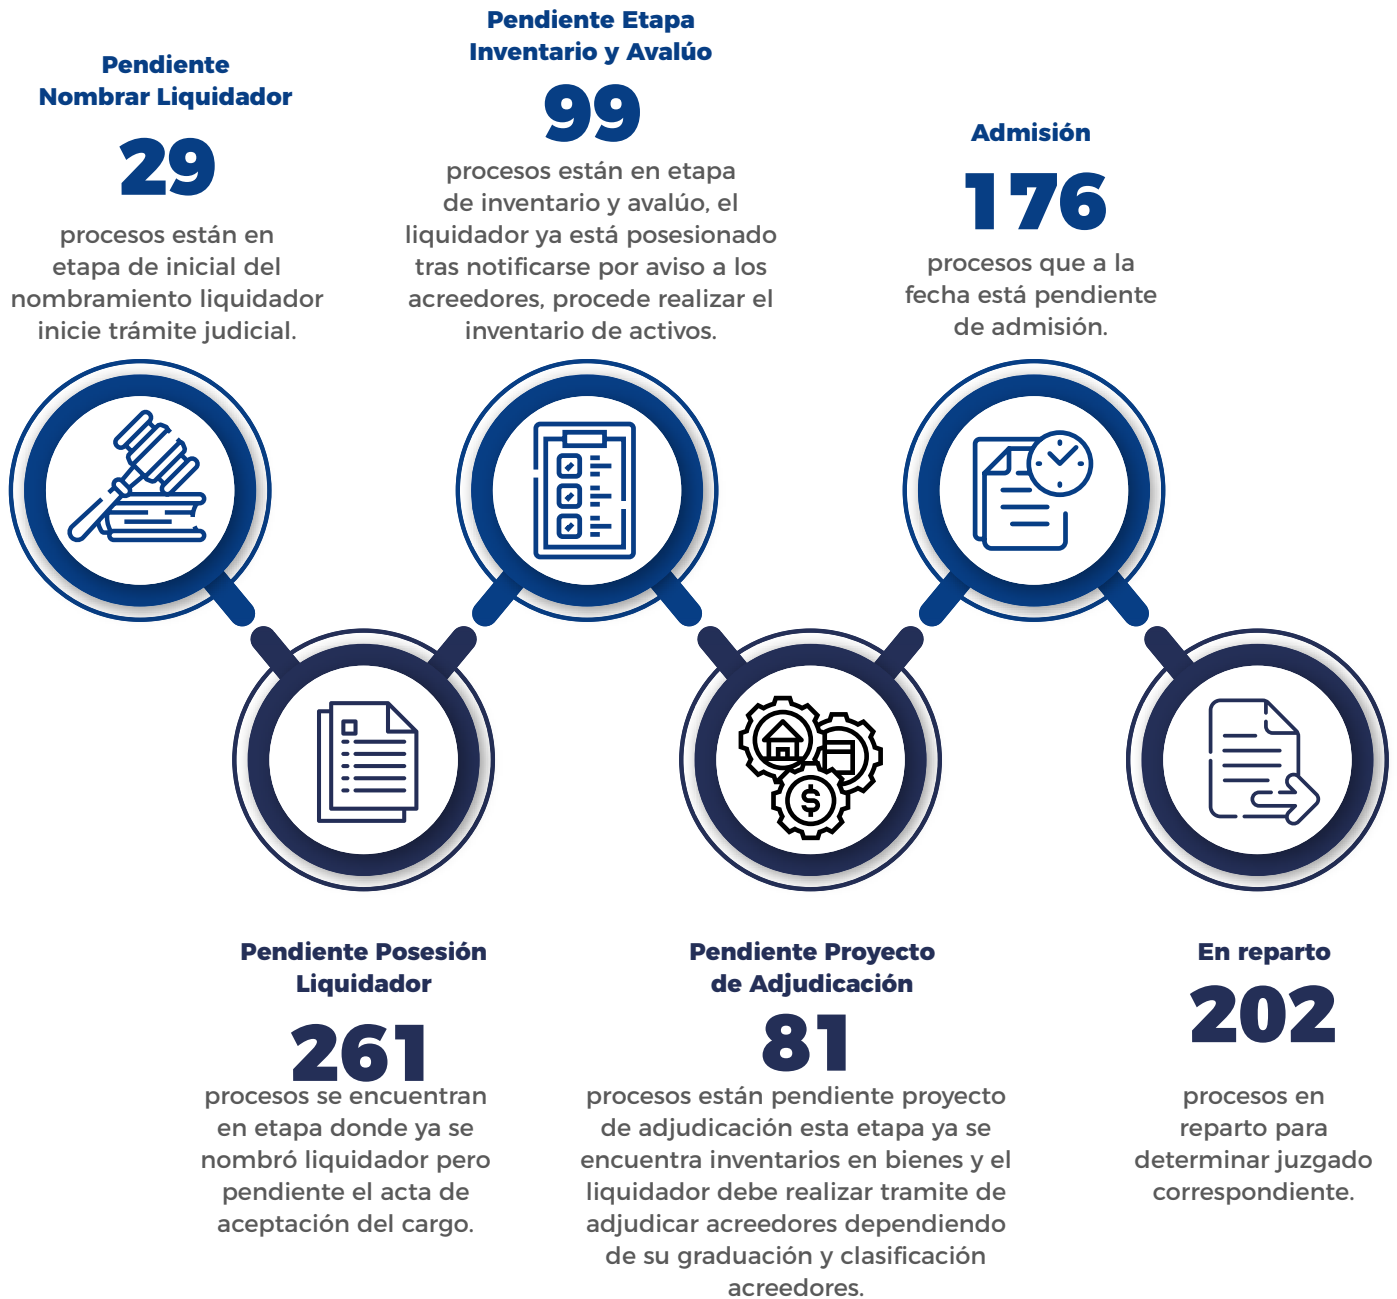 Pendiente
Nombrar Liquidador
29
procesos están en
etapa de inicial del
nombramiento liquidador
inicie trámite judicial.
Pendiente Etapa
Inventario y Avalúo
99
procesos están en etapa
de inventario y avalúo, el
liquidador ya está posesionado
tras notificarse por aviso a los
acreedores, procede realizar el
inventario de activos.
Admisión
176
procesos que a la
fecha está pendiente
de admisión.
$
Pendiente Posesión
Liquidador
261
procesos se encuentran
en etapa donde ya se
nombró liquidador pero
pendiente el acta de
aceptación del cargo.
Pendiente Proyecto
de Adjudicación
81
procesos están pendiente proyecto
de adjudicación esta etapa ya se
encuentra inventarios en bienes y el
liquidador debe realizar tramite de
adjudicar acreedores dependiendo
de su graduación y clasificación
acreedores.
En reparto
202
procesos en
reparto para
determinar juzgado
correspondiente.